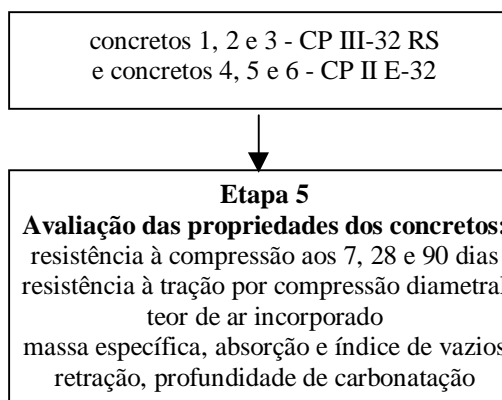 concretos 1, 2 e 3 - CP III-32 RS
e concretos 4, 5 e 6 - CP II E-32
Etapa 5
Avaliação das propriedades dos concretos:
resistência à compressão aos 7, 28 e 90 dias
resistência à tração por compressão diametral
teor de ar incorporado
massa específica, absorção e índice de vazios
retração, profundidade de carbonatação